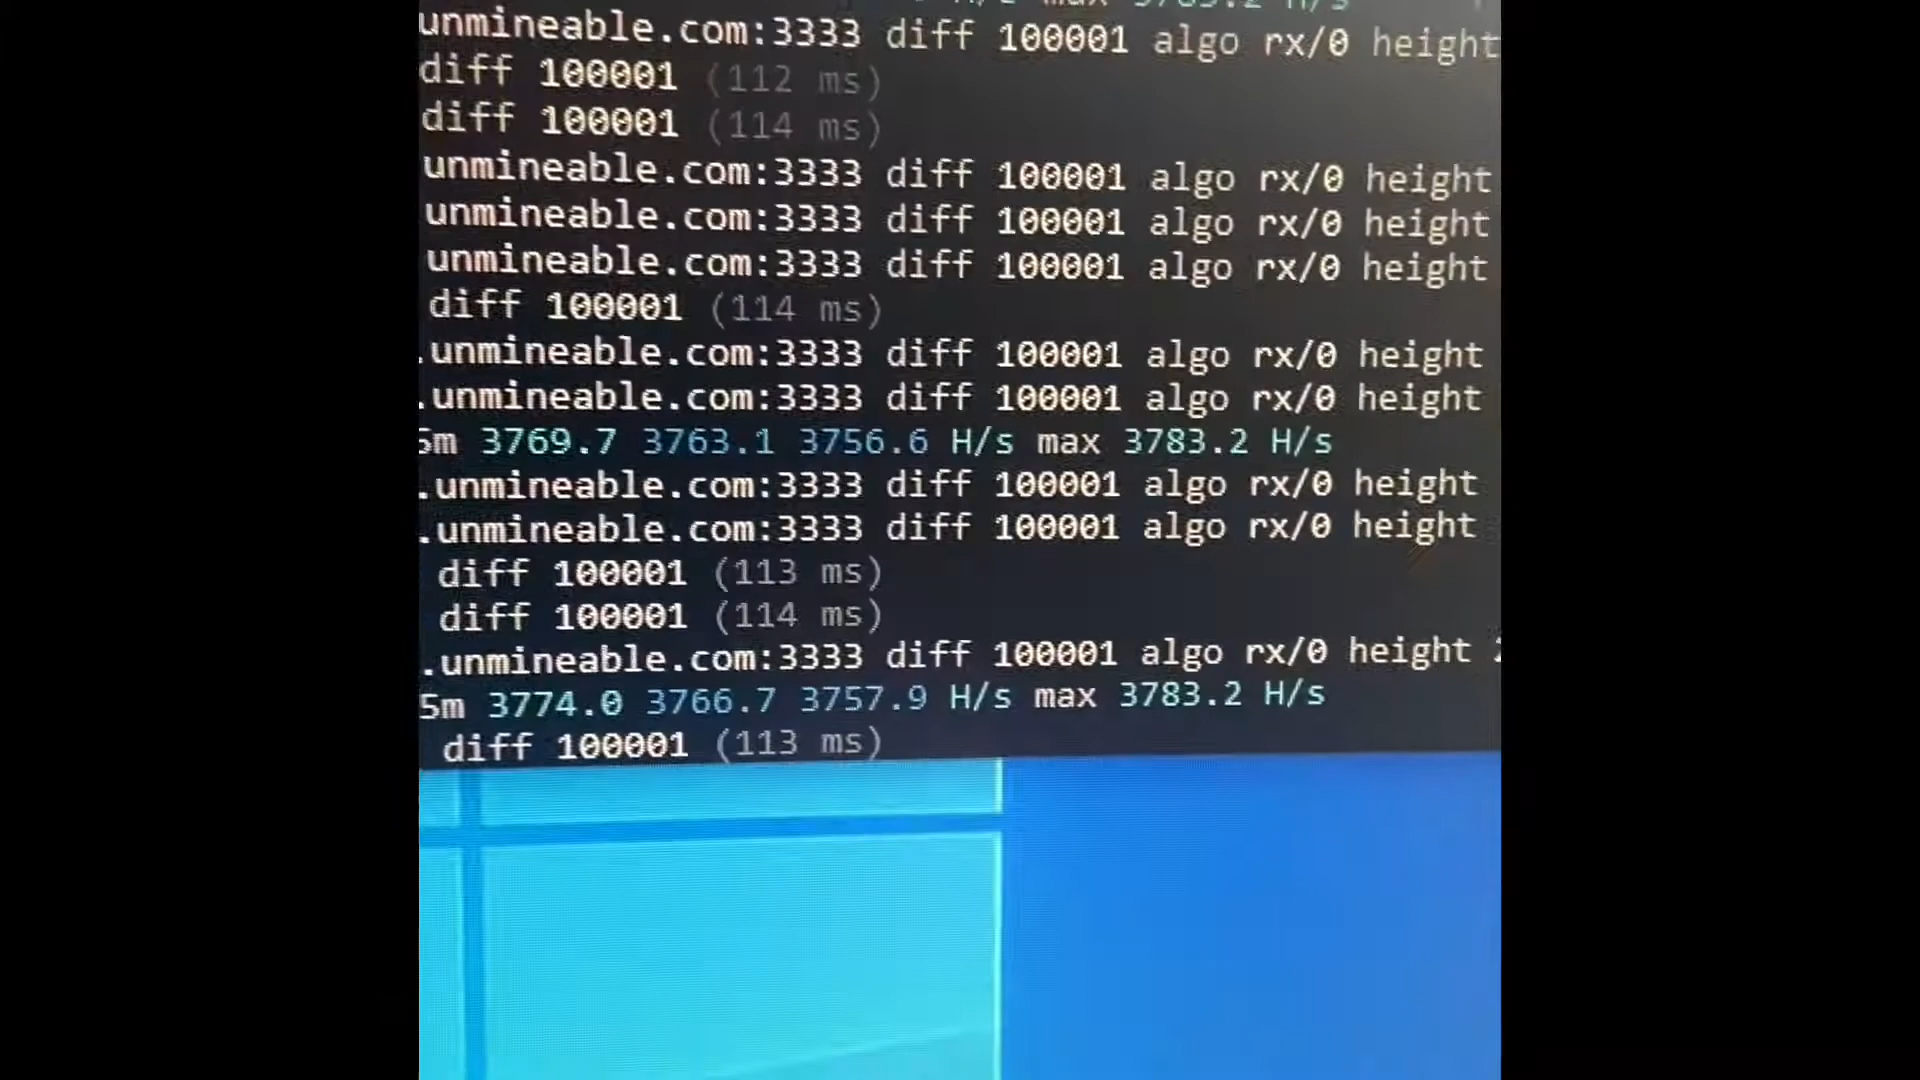 max 3783.2 H/s
unmineable.com:3333 diff 100001 algo rx/0 height
diff 100001 (112 ms)
diff 100001 (114 ms)
unmineable.com:3333 diff 100001 algo rx/0 height
unmineable.com:3333 diff 100001 algo rx/0 height
unmineable.com:3333 diff 100001 algo rx/0 height
diff 100001 (114 ms)
.unmineable.com:3333 diff 100001 algo rx/0 height
.unmineable.com:3333 diff 100001 algo rx/0 height
5m 3769.7 3763.1 3756.6 H/s max 3783.2 H/s
.unmineable.com:3333 diff 100001 algo rx/0 height
.unmineable.com:3333 diff 100001 algo rx/0 height
diff 100001 (113 ms)
diff 100001 (114 ms)
.unmineable.com:3333 diff 100001 algo rx/0 height
5m 3774.0 3766.7 3757.9 H/s max 3783.2 H/s
diff 100001 (113 ms)